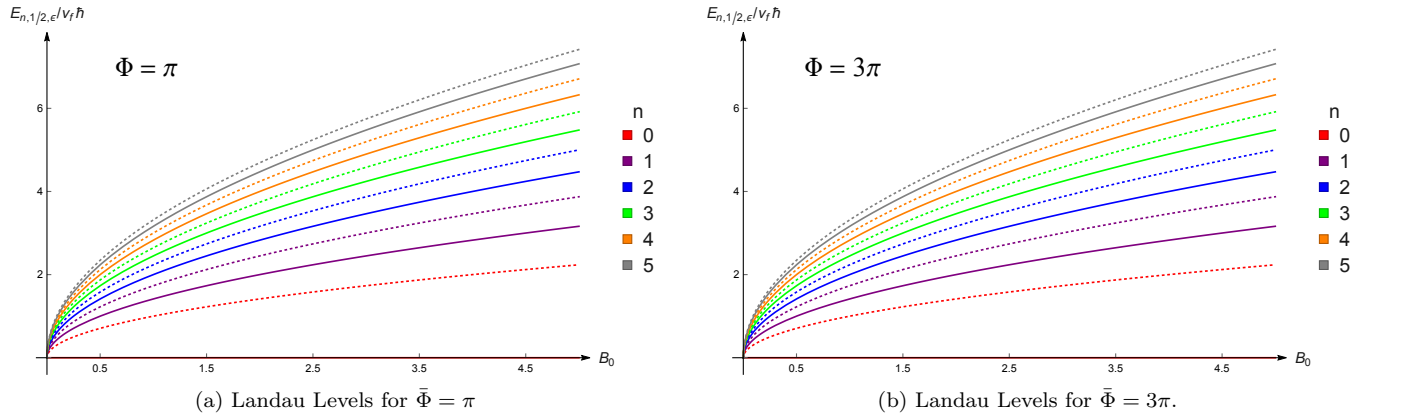 E_{n,1/2,ϵ}/v_f ħ
Φ = π
6
4
2
0.5 1.5 2.5 3.5 4.5
B_0
n
0
1
2
3
4
5
(a) Landau Levels for Φ̄ = π
E_{n,1/2,ϵ}/v_f ħ
Φ = 3π
6
4
2
0.5 1.5 2.5 3.5 4.5
B_0
n
0
1
2
3
4
5
(b) Landau Levels for Φ̄ = 3π.